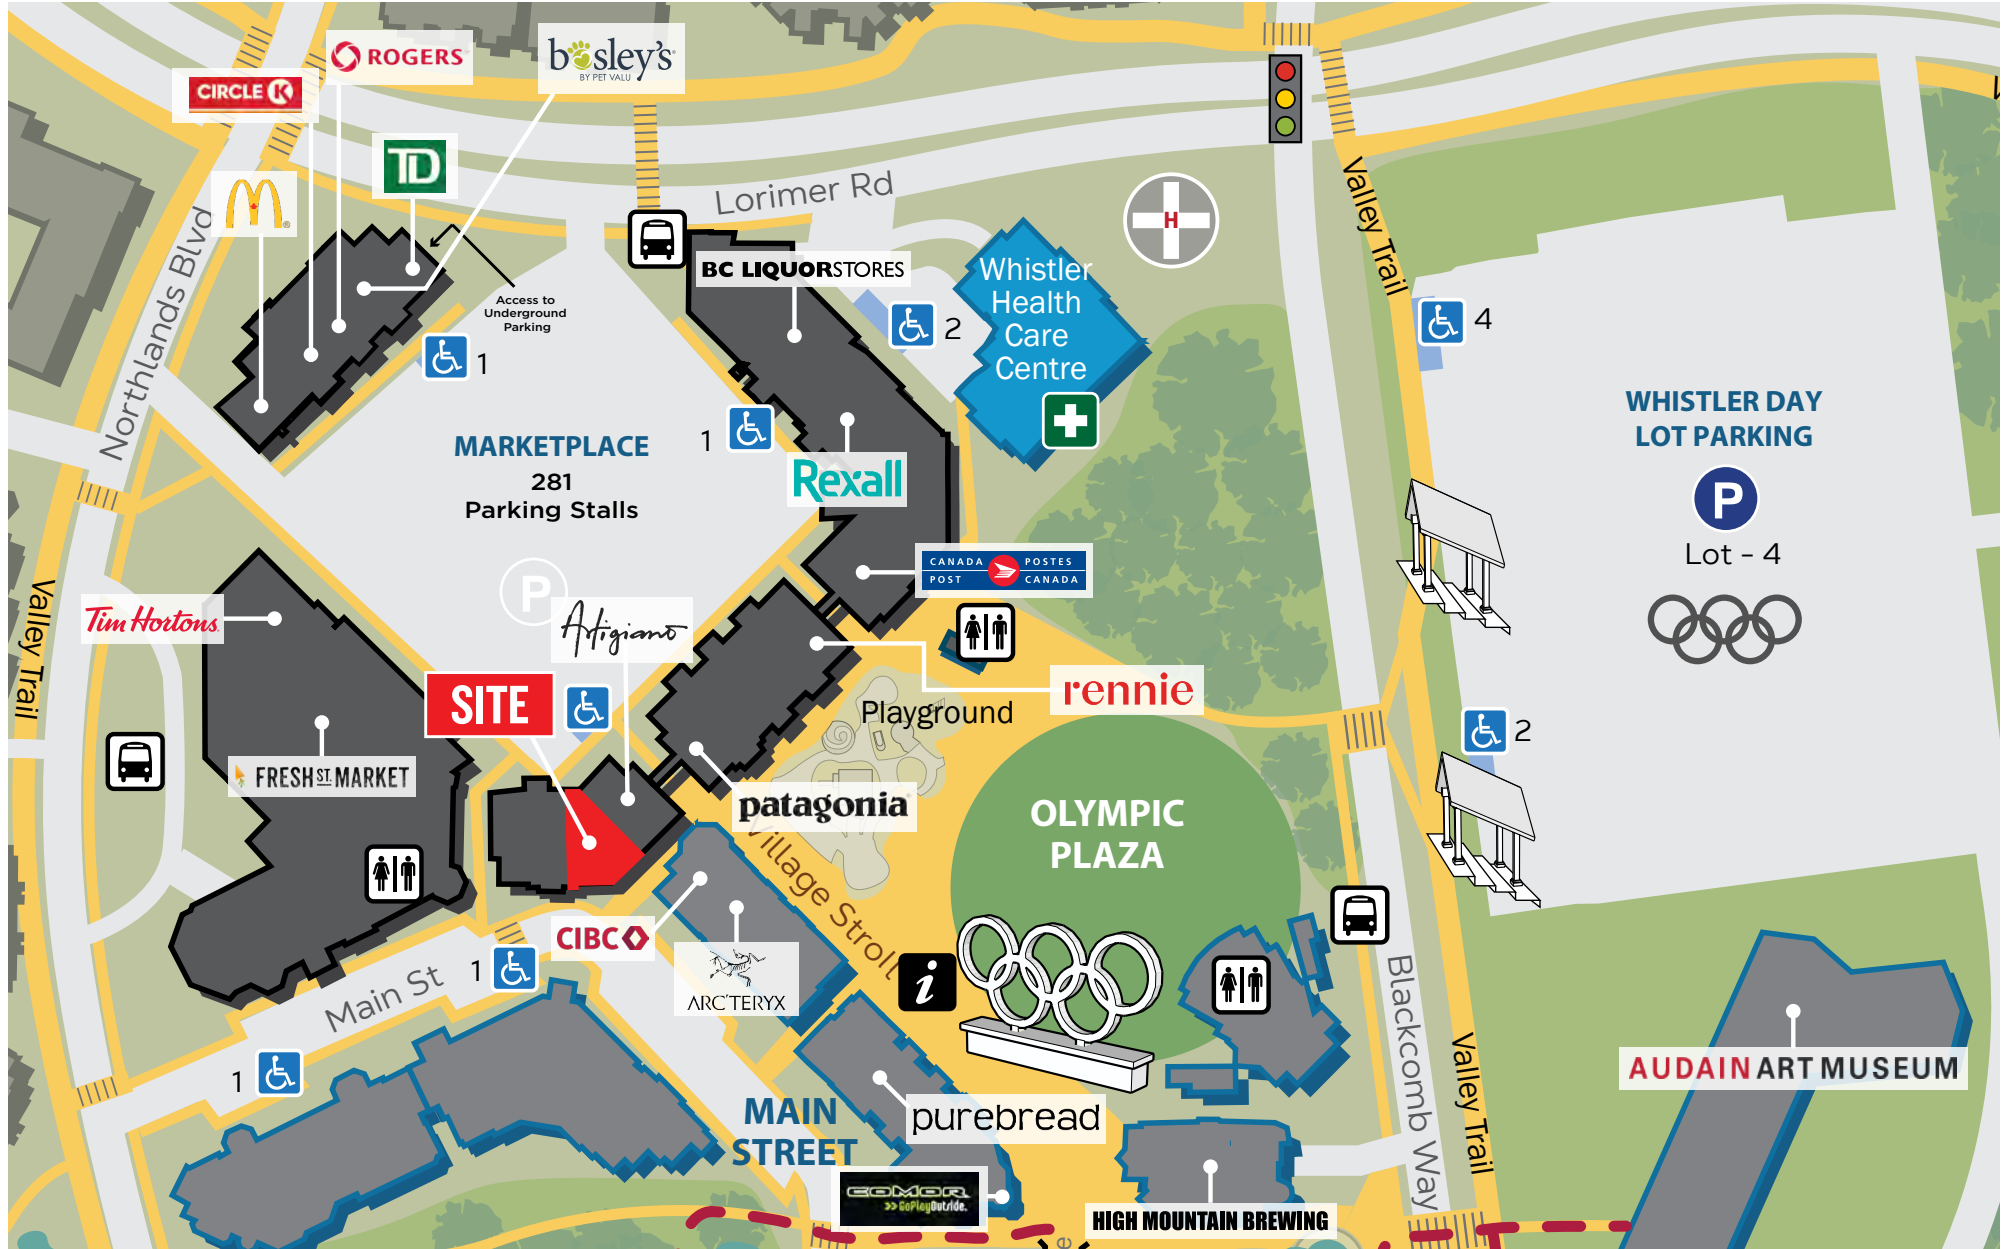 ROGERS
bosley's
BY PET VALU
CIRCLE K
TD
Lorimer Rd
Northlands Blvd
BC LIQUORSTORES
Access to
Underground
Parking
Whistler
Health
Care
Centre
H
Valley Trail
1
2
4
MARKETPLACE
281
Parking Stalls
1
Rexall
WHISTLER DAY
LOT PARKING
P
Lot - 4
CANADA POSTES
POST CANADA
P
Artigiano
Tim Hortons
Valley Trail
SITE
rennie
Playground
2
FRESH ST. MARKET
patagonia
OLYMPIC
PLAZA
Village Stroll
CIBC
ARC'TERYX
i
Main St
1
1
Blackcomb Way
Valley Trail
AUDAIN ART MUSEUM
MAIN
STREET
purebread
COMOR
>> GoPlayOutside.
HIGH MOUNTAIN BREWING